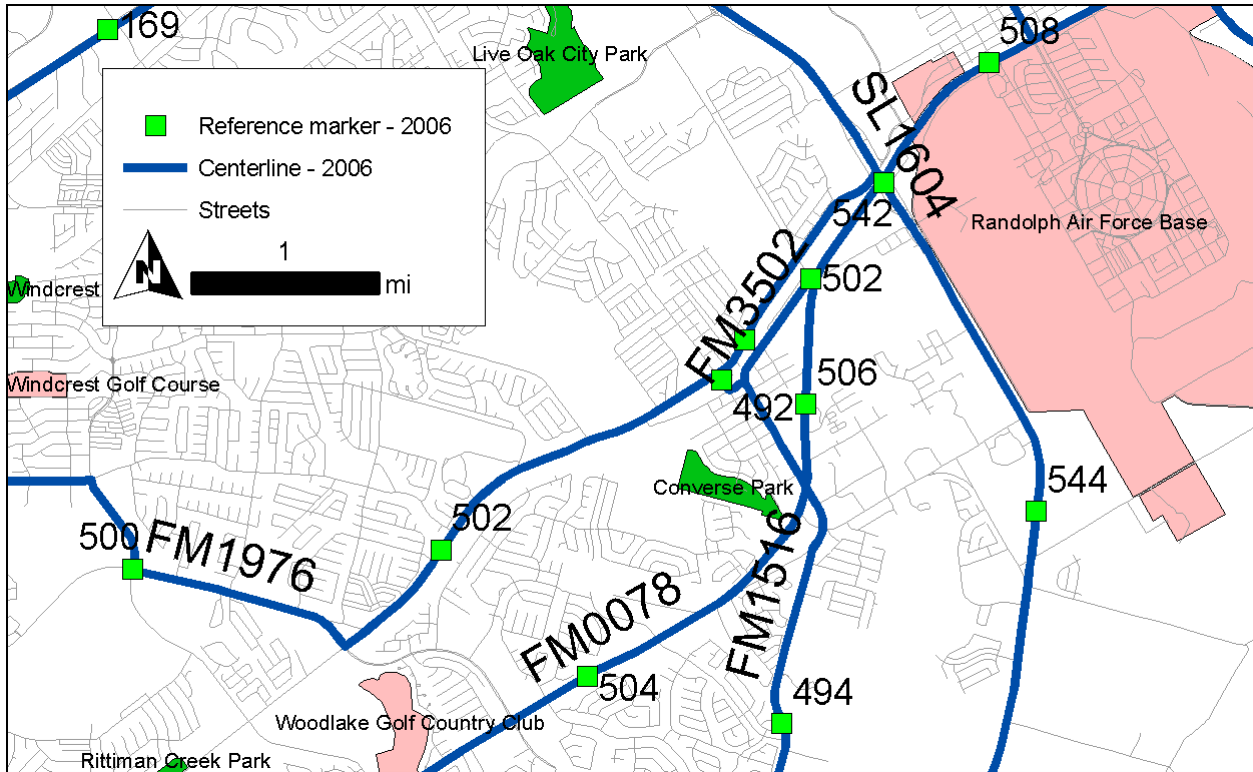 169
Live Oak City Park
508
Reference marker - 2006
Centerline - 2006
Streets
1
mi
N
SL1604
542
Randolph Air Force Base
Windcrest
502
FM3502
Windcrest Golf Course
506
492
Converse Park
544
500
FM1976
502
FM1516
FM0078
504
494
Woodlake Golf Country Club
Rittiman Creek Park